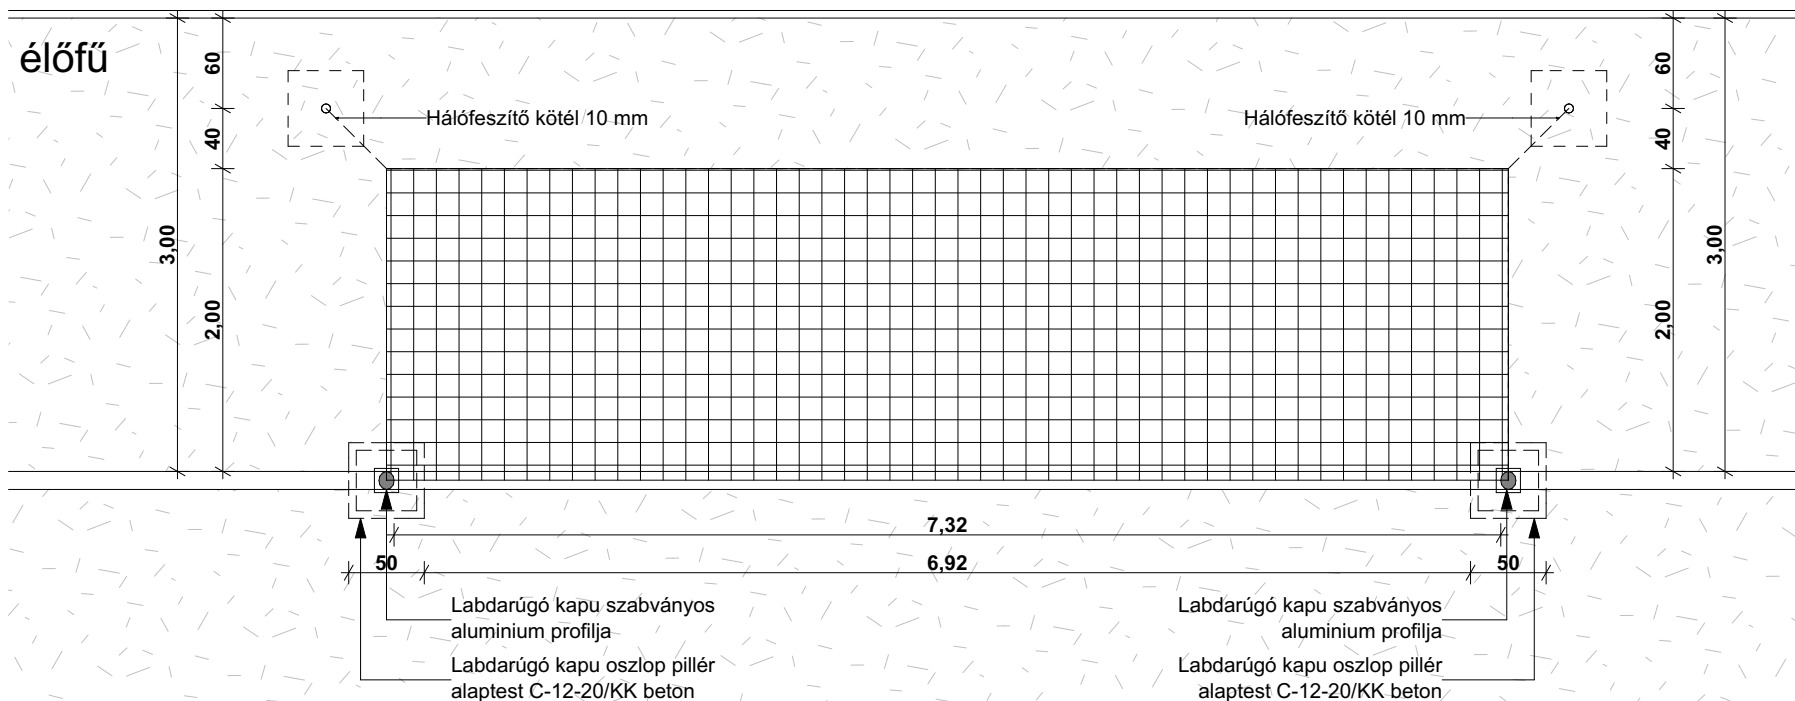 élőfű
60
60
Hálófeszítő kötél 10 mm
Hálófeszítő kötél 10 mm
40
40
3,00
3,00
2,00
2,00
7,32
50
6,92
50
Labdarúgó kapu szabványos
aluminium profilja
Labdarúgó kapu szabványos
aluminium profilja
Labdarúgó kapu oszlop pillér
alaptest C-12-20/KK beton
Labdarúgó kapu oszlop pillér
alaptest C-12-20/KK beton